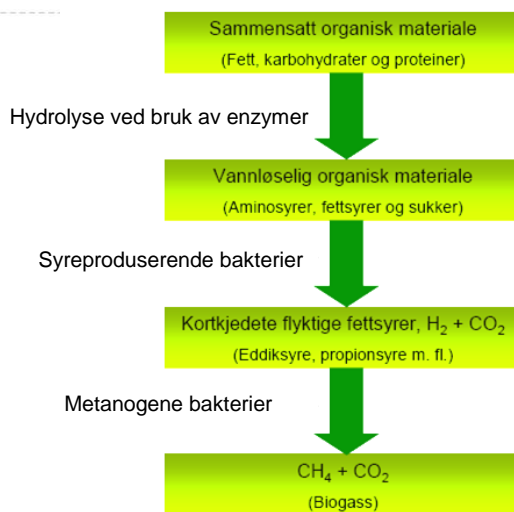 Sammensatt organisk materiale
(Fett, karbohydrater og proteiner)
Hydrolyse ved bruk av enzymer
Vannløselig organisk materiale
(Aminosyrer, fettsyrer og sukker)
Syreproduserende bakterier
Kortkjedete flyktige fettsyrer, H₂ + CO₂
(Eddiksyre, propionsyre m. fl.)
Metanogene bakterier
CH₄ + CO₂
(Biogass)